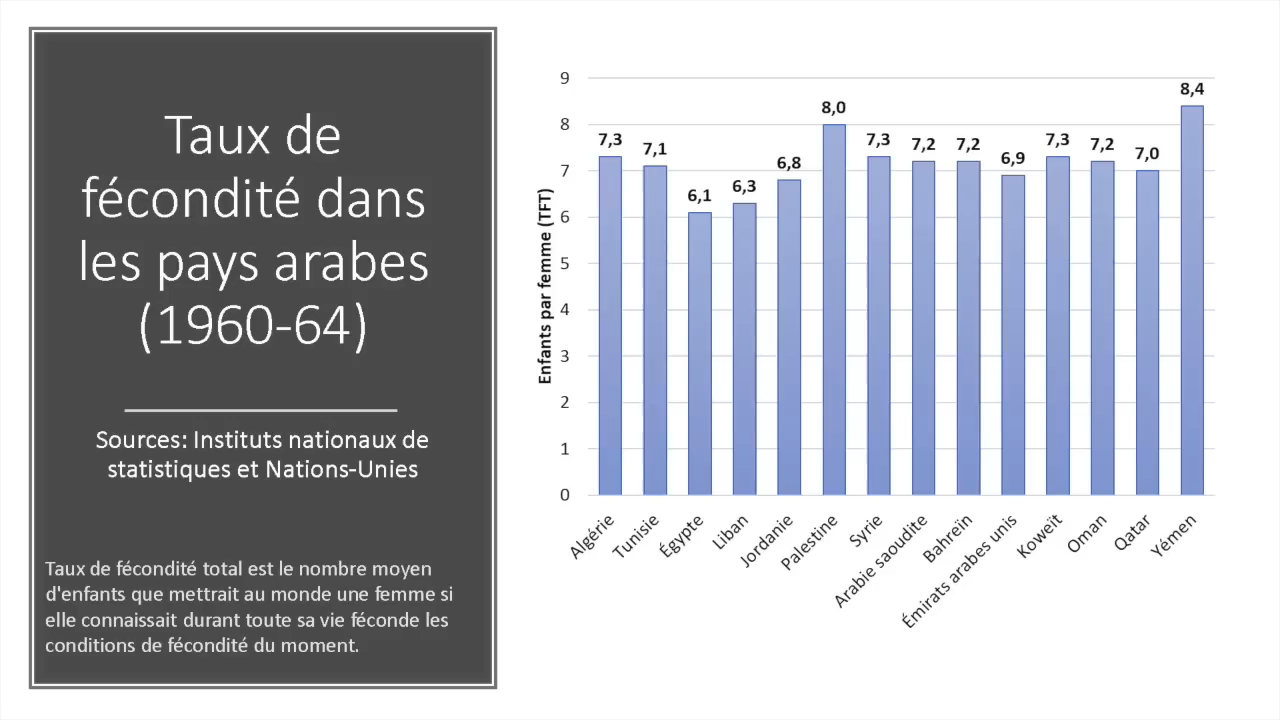 Taux de
fécondité dans
les pays arabes
(1960-64)
Sources: Instituts nationaux de
statistiques et Nations-Unies
Taux de fécondité total est le nombre moyen
d'enfants que mettrait au monde une femme si
elle connaissait durant toute sa vie féconde les
conditions de fécondité du moment.
Enfants par femme (TFT)
9
8
7
6
5
4
3
2
1
0
7,3
7,1
6,1
6,3
6,8
8,0
7,3
7,2
7,2
6,9
7,3
7,2
7,0
8,4
Algérie
Tunisie
Égypte
Liban
Jordanie
Palestine
Syrie
Arabie saoudite
Bahreïn
Émirats arabes unis
Koweït
Oman
Qatar
Yémen